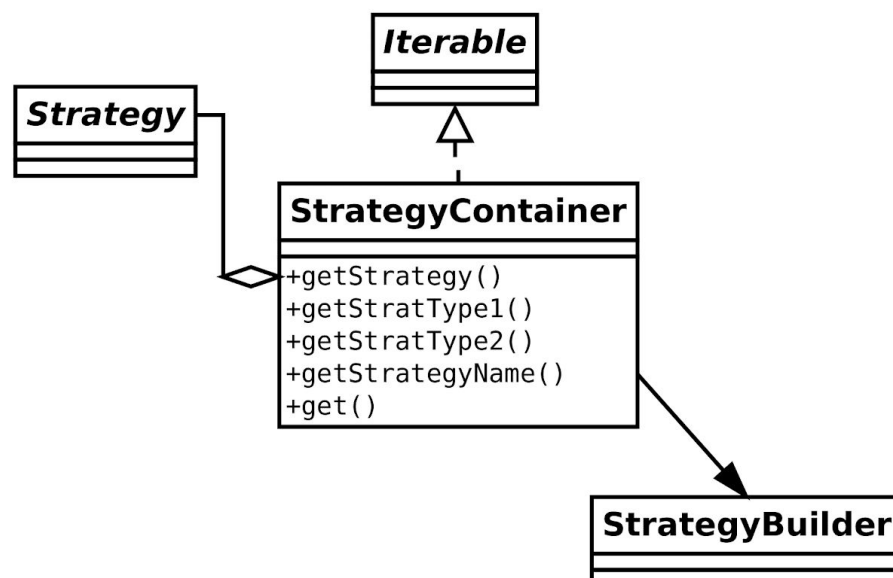 Iterable
Strategy
StrategyContainer
+getStrategy()
+getStratType1()
+getStratType2()
+getStrategyName()
+get()
StrategyBuilder